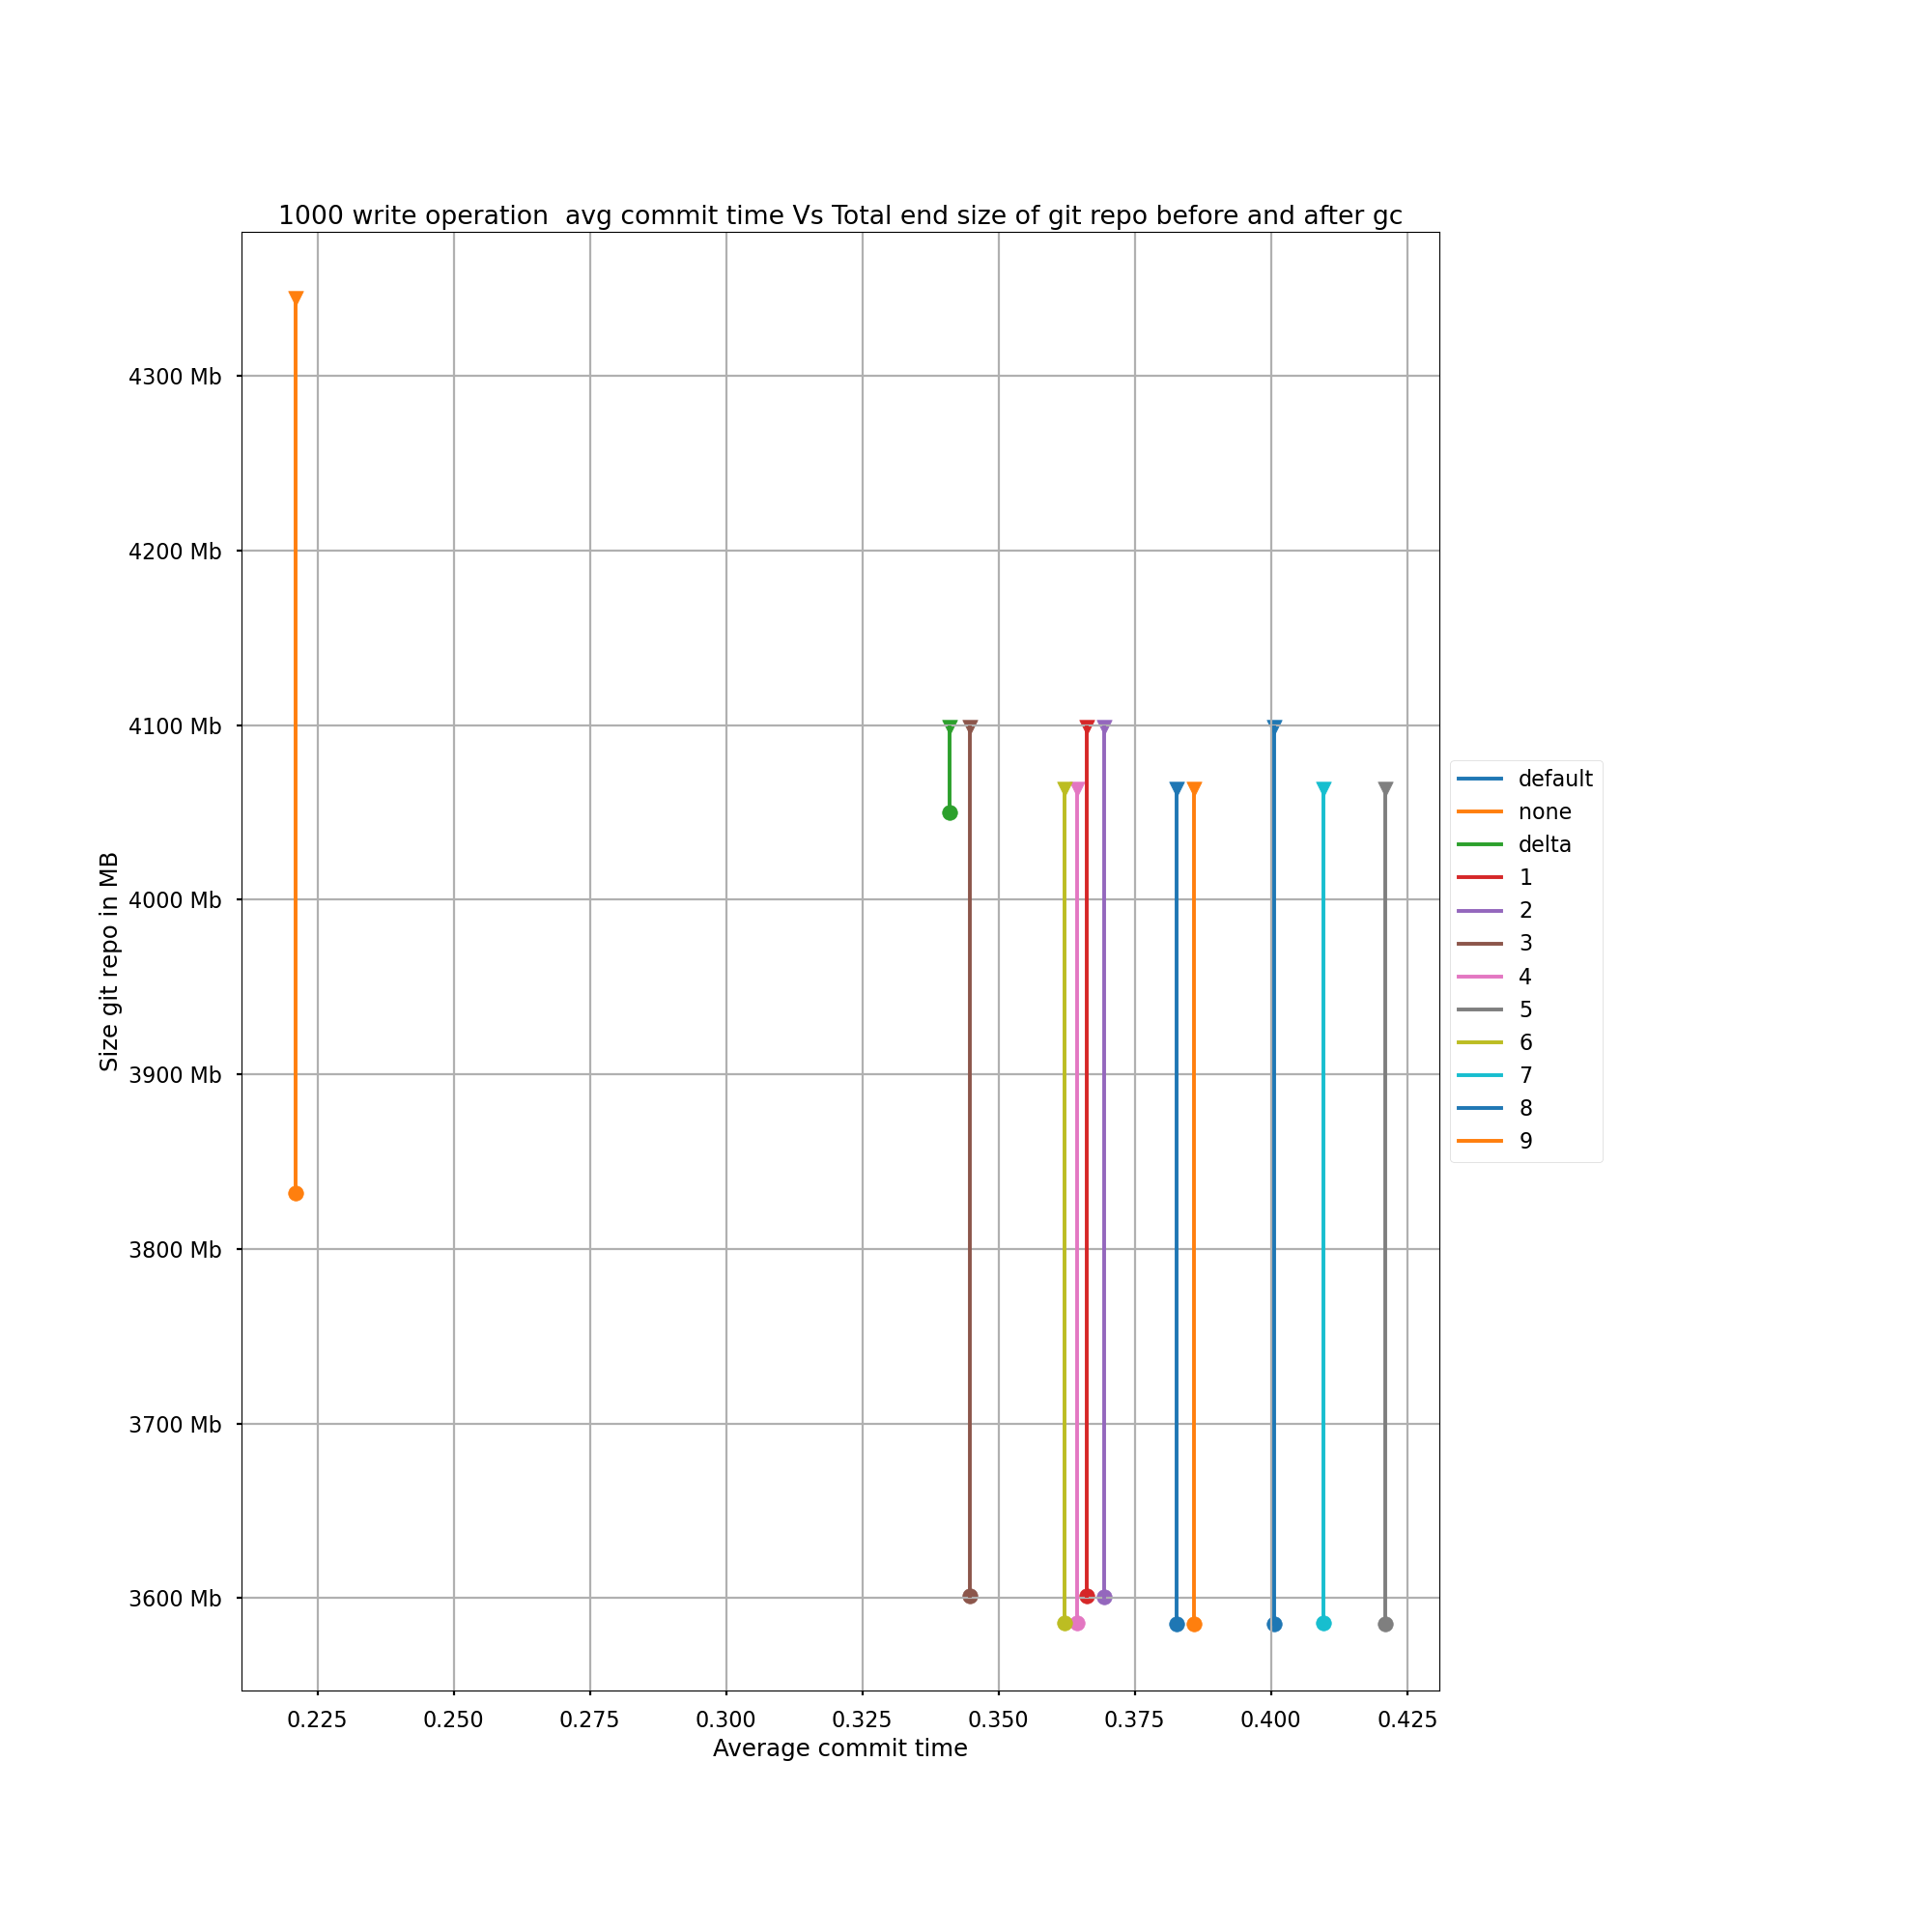 1000 write operation  avg commit time Vs Total end size of git repo before and after gc
4300 Mb
4200 Mb
4100 Mb
4000 Mb
3900 Mb
3800 Mb
3700 Mb
3600 Mb
Size git repo in MB
0.225 0.250 0.275 0.300 0.325 0.350 0.375 0.400 0.425
Average commit time
default
none
delta
1
2
3
4
5
6
7
8
9